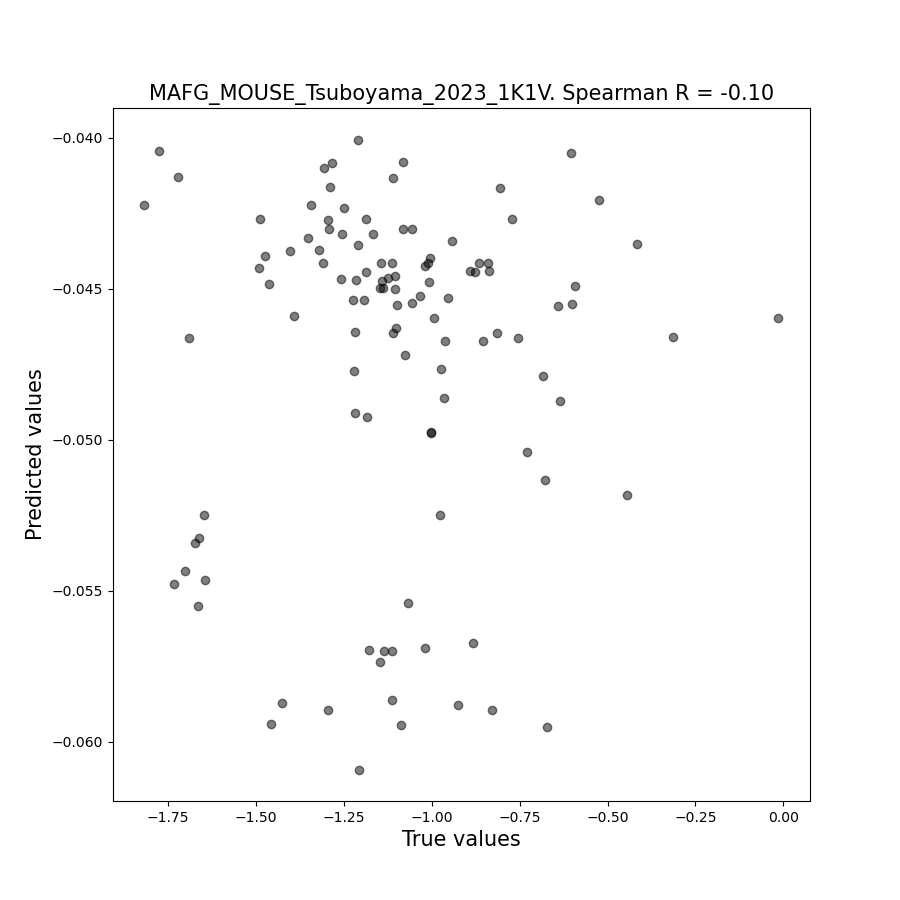 MAFG_MOUSE_Tsuboyama_2023_1K1V. Spearman R = -0.10
Predicted values
−0.040
−0.045
−0.050
−0.055
−0.060
−1.75 −1.50 −1.25 −1.00 −0.75 −0.50 −0.25 0.00
True values